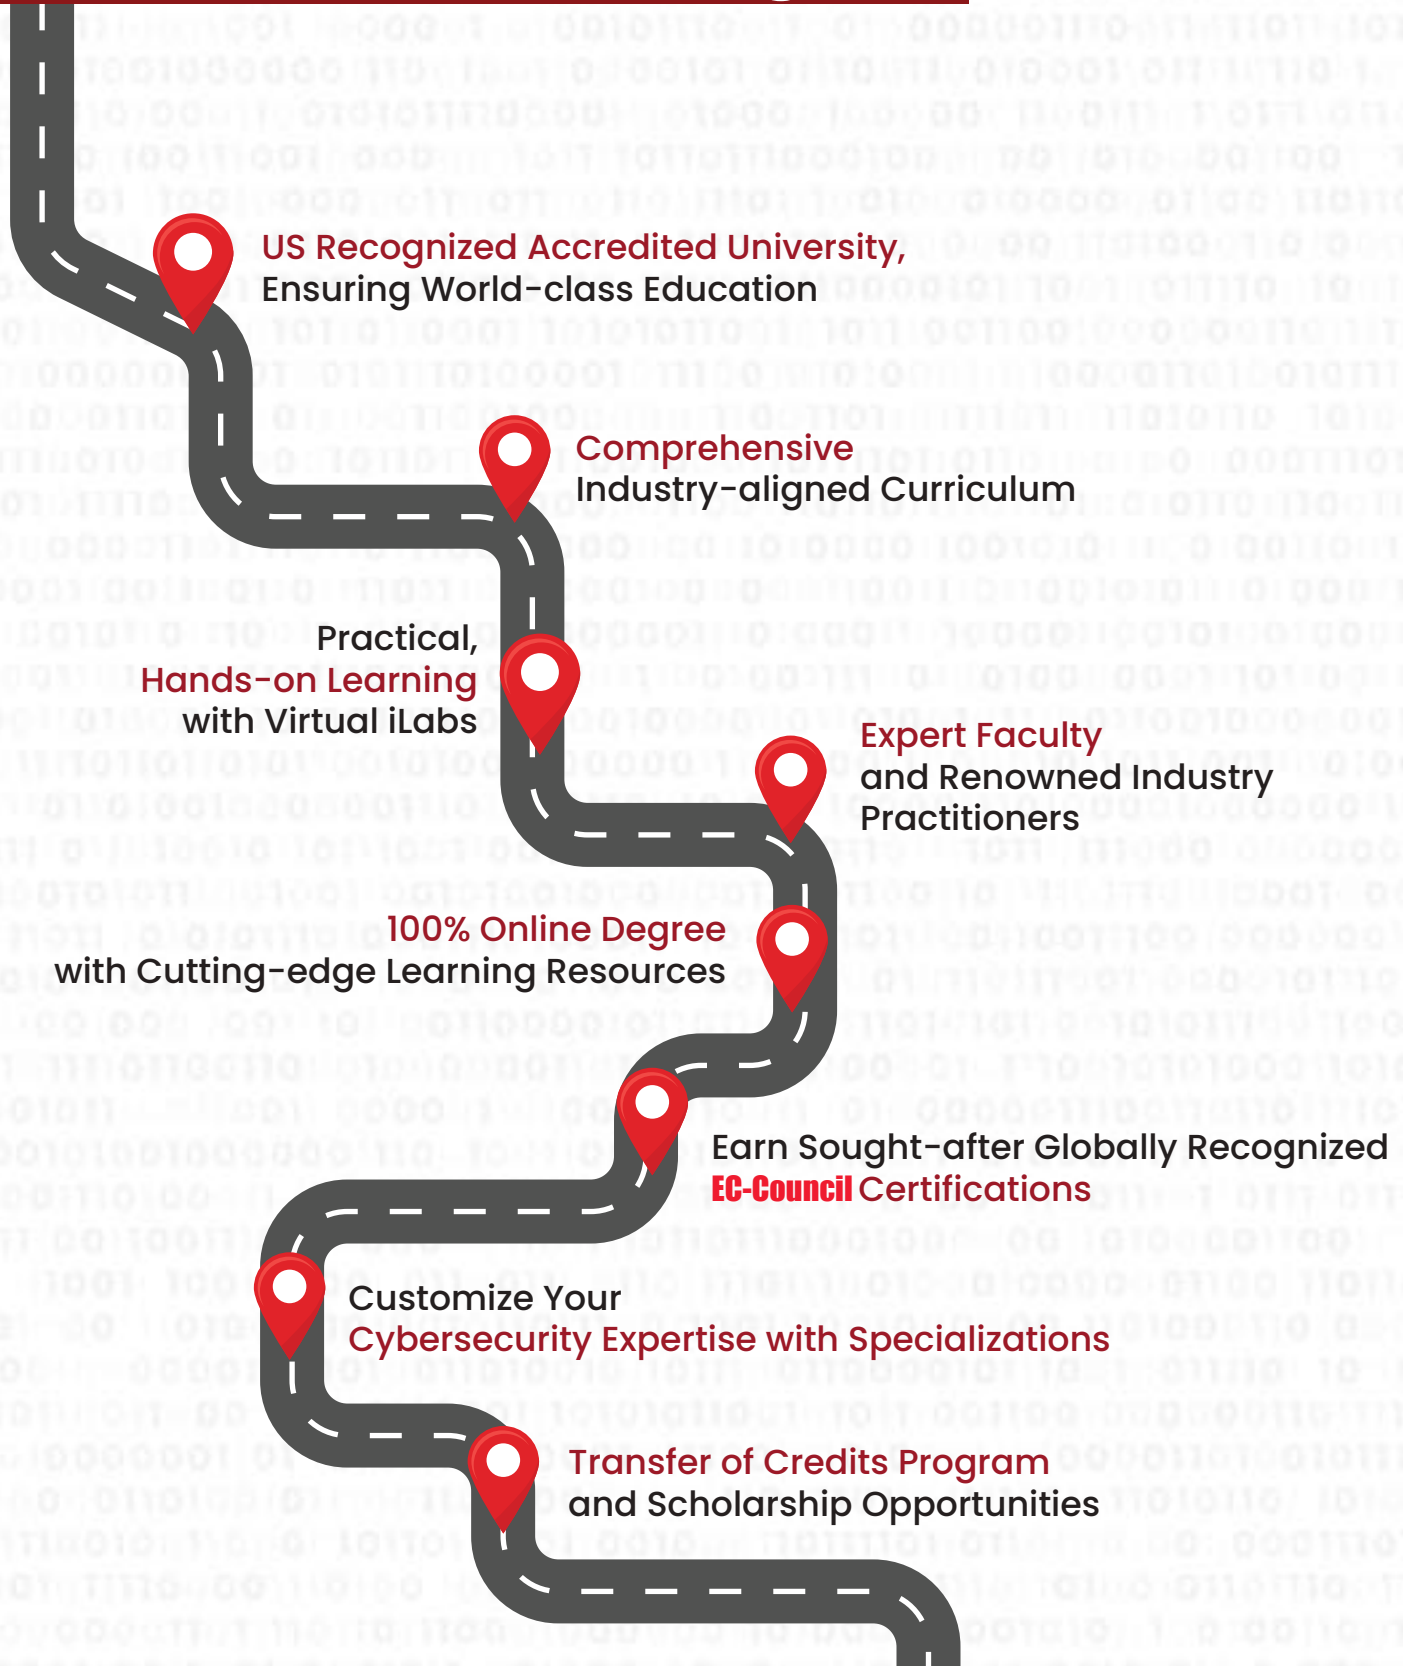 US Recognized Accredited University,
Ensuring World-class Education
Comprehensive
Industry-aligned Curriculum
Practical,
Hands-on Learning
with Virtual iLabs
Expert Faculty
and Renowned Industry
Practitioners
100% Online Degree
with Cutting-edge Learning Resources
Earn Sought-after Globally Recognized
EC-Council Certifications
Customize Your
Cybersecurity Expertise with Specializations
Transfer of Credits Program
and Scholarship Opportunities